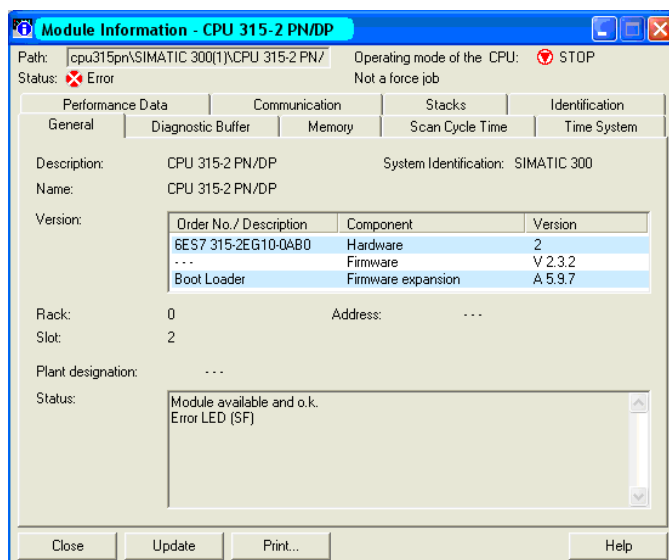 Module Information - CPU 315-2 PN/DP
Path: cpu315pn\SIMATIC 300(1)\CPU 315-2 PN/ Operating mode of the CPU: STOP
Status: Error Not a force job
Performance Data Communication Stacks Identification
General Diagnostic Buffer Memory Scan Cycle Time Time System
Description: CPU 315-2 PN/DP System Identification: SIMATIC 300
Name: CPU 315-2 PN/DP
Version:
Order No./ Description Component Version
6ES7 315-2EG10-0AB0 Hardware 2
- - - Firmware V 2.3.2
Boot Loader Firmware expansion A 5.9.7
Rack: 0 Address: - - -
Slot: 2
Plant designation: - - -
Status: Module available and o.k.
Error LED (SF)
Close Update Print... Help